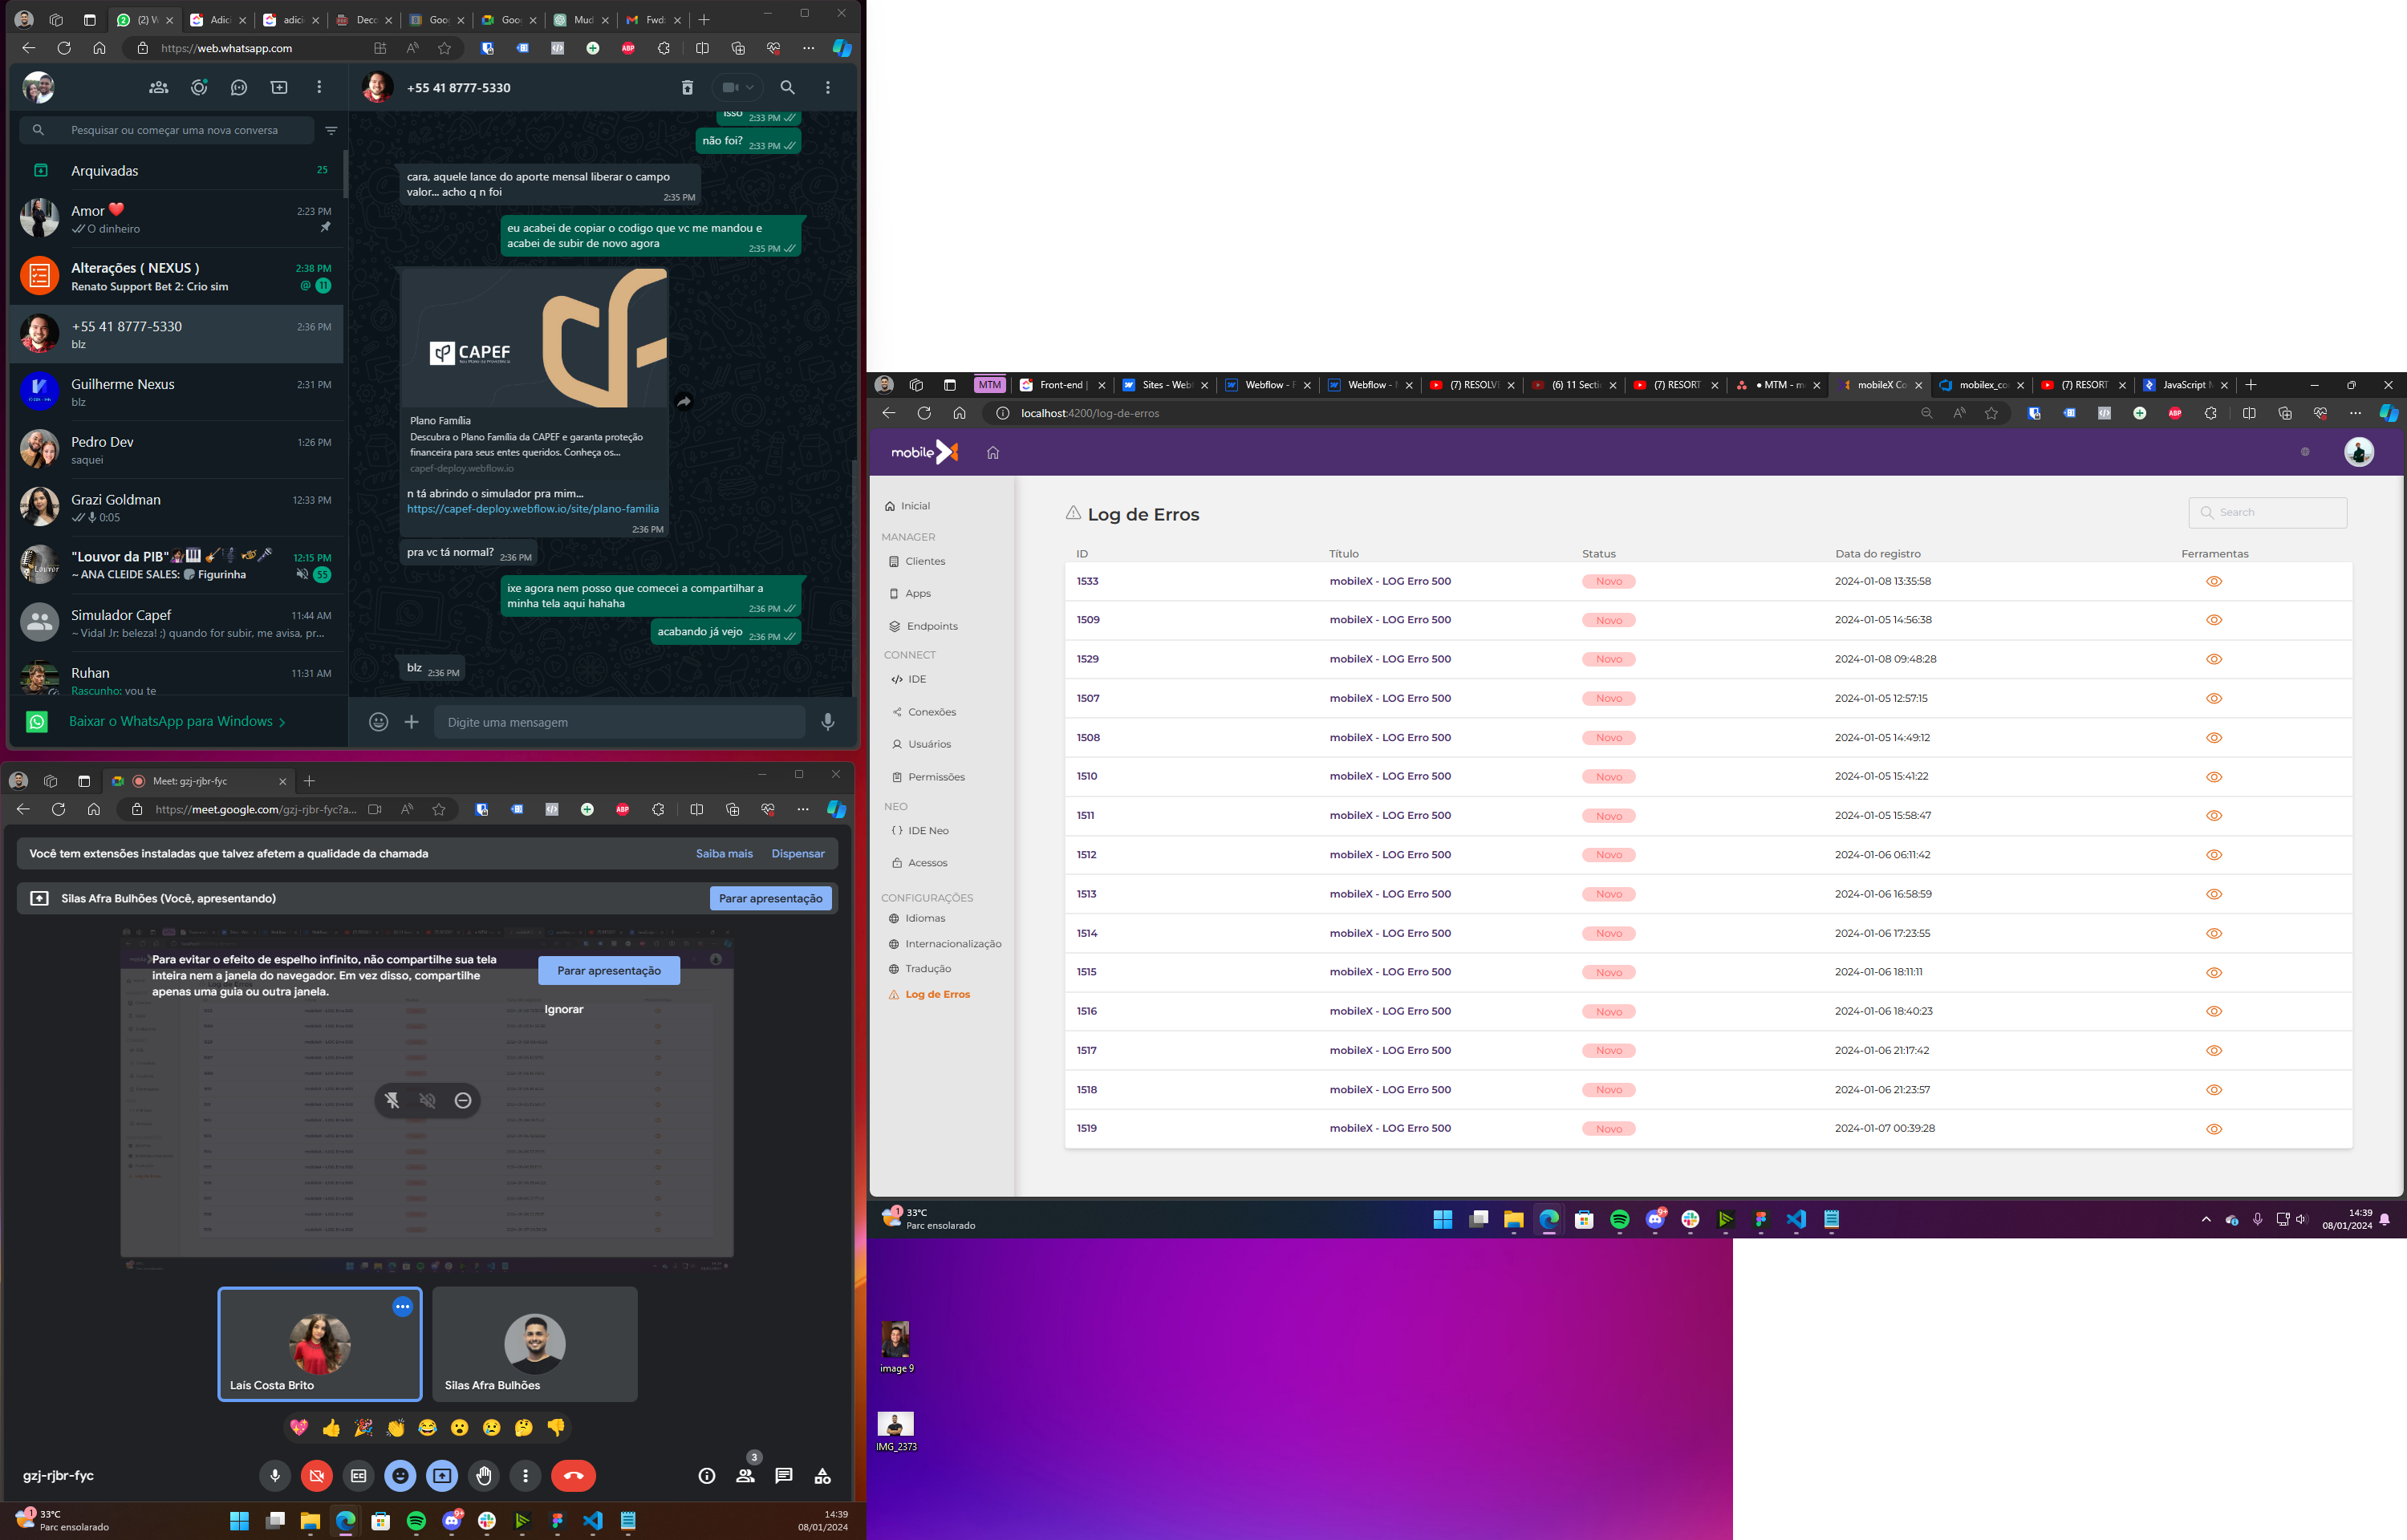 (2) W
Adici
adicio
Deco
Goo
Goo
Mud
Fwd:
https://web.whatsapp.com
+55 41 8777-5330
Pesquisar ou começar uma nova conversa
Arquivadas
25
Amor ❤️
2:23 PM
O dinheiro
Alterações ( NEXUS )
2:38 PM
Renato Support Bet 2: Crio sim
@ 11
+55 41 8777-5330
2:36 PM
blz
Guilherme Nexus
2:31 PM
blz
Pedro Dev
1:26 PM
saquei
Grazi Goldman
12:33 PM
0:05
"Louvor da PIB"
12:15 PM
~ ANA CLEIDE SALES: Figurinha
55
Simulador Capef
11:44 AM
~ Vidal Jr: beleza! ;) quando for subir, me avisa, pr...
Ruhan
11:31 AM
Rascunho: vou te
Baixar o WhatsApp para Windows
isso 2:33 PM
não foi? 2:33 PM
cara, aquele lance do aporte mensal liberar o campo
valor... acho q n foi
2:35 PM
eu acabei de copiar o codigo que vc me mandou e
acabei de subir de novo agora
2:35 PM
CAPEF
Plano Família
Descubra o Plano Família da CAPEF e garanta proteção
financeira para seus entes queridos. Conheça os...
capef-deploy.webflow.io
n tá abrindo o simulador pra mim...
https://capef-deploy.webflow.io/site/plano-familia
2:36 PM
pra vc tá normal? 2:36 PM
ixe agora nem posso que comecei a compartilhar a
minha tela aqui hahaha
2:36 PM
acabando já vejo 2:36 PM
blz 2:36 PM
Digite uma mensagem
Meet: gzj-rjbr-fyc
https://meet.google.com/gzj-rjbr-fyc?a...
Você tem extensões instaladas que talvez afetem a qualidade da chamada
Saiba mais
Dispensar
Silas Afra Bulhões (Você, apresentando)
Parar apresentação
Para evitar o efeito de espelho infinito, não compartilhe sua tela
inteira nem a janela do navegador. Em vez disso, compartilhe
apenas uma guia ou outra janela.
Parar apresentação
Ignorar
Laís Costa Brito
Silas Afra Bulhões
gzj-rjbr-fyc
3
33°C
Parc ensolarado
14:39
08/01/2024
MTM
Front-end |
Sites - Webf
Webflow - F
Webflow - M
(7) RESOLVE
(6) 11 Secti
(7) RESORT
• MTM - m
mobileX Co
mobilex_co
(7) RESORT
JavaScript M
localhost:4200/log-de-erros
mobile
Inicial
MANAGER
Clientes
Apps
Endpoints
CONNECT
IDE
Conexões
Usuários
Permissões
NEO
IDE Neo
Acessos
CONFIGURAÇÕES
Idiomas
Internacionalização
Tradução
Log de Erros
Log de Erros
Search
ID Título Status Data do registro Ferramentas
1533 mobileX - LOG Erro 500 Novo 2024-01-08 13:35:58
1509 mobileX - LOG Erro 500 Novo 2024-01-05 14:56:38
1529 mobileX - LOG Erro 500 Novo 2024-01-08 09:48:28
1507 mobileX - LOG Erro 500 Novo 2024-01-05 12:57:15
1508 mobileX - LOG Erro 500 Novo 2024-01-05 14:49:12
1510 mobileX - LOG Erro 500 Novo 2024-01-05 15:41:22
1511 mobileX - LOG Erro 500 Novo 2024-01-05 15:58:47
1512 mobileX - LOG Erro 500 Novo 2024-01-06 06:11:42
1513 mobileX - LOG Erro 500 Novo 2024-01-06 16:58:59
1514 mobileX - LOG Erro 500 Novo 2024-01-06 17:23:55
1515 mobileX - LOG Erro 500 Novo 2024-01-06 18:11:11
1516 mobileX - LOG Erro 500 Novo 2024-01-06 18:40:23
1517 mobileX - LOG Erro 500 Novo 2024-01-06 21:17:42
1518 mobileX - LOG Erro 500 Novo 2024-01-06 21:23:57
1519 mobileX - LOG Erro 500 Novo 2024-01-07 00:39:28
33°C
Parc ensolarado
14:39
08/01/2024
image 9
IMG_2373